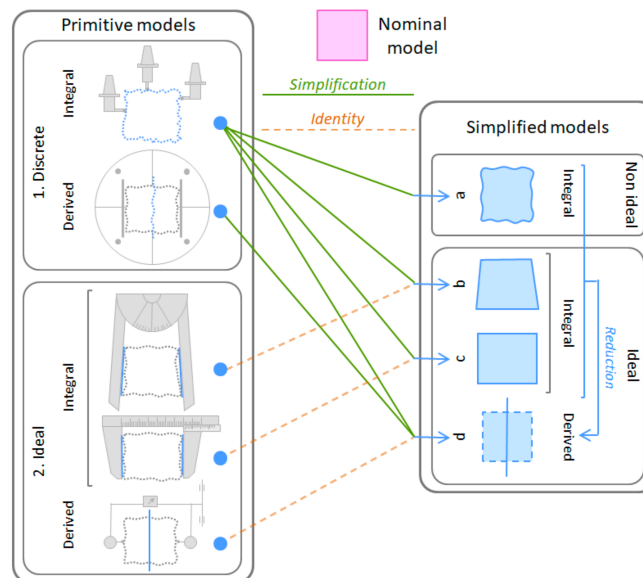 Primitive models
Nominal
model
Simplification
Identity
1. Discrete
Integral
Derived
2. Ideal
Integral
Derived
Simplified models
Non ideal
a
Integral
Ideal
b
Integral
c
Reduction
d
Derived